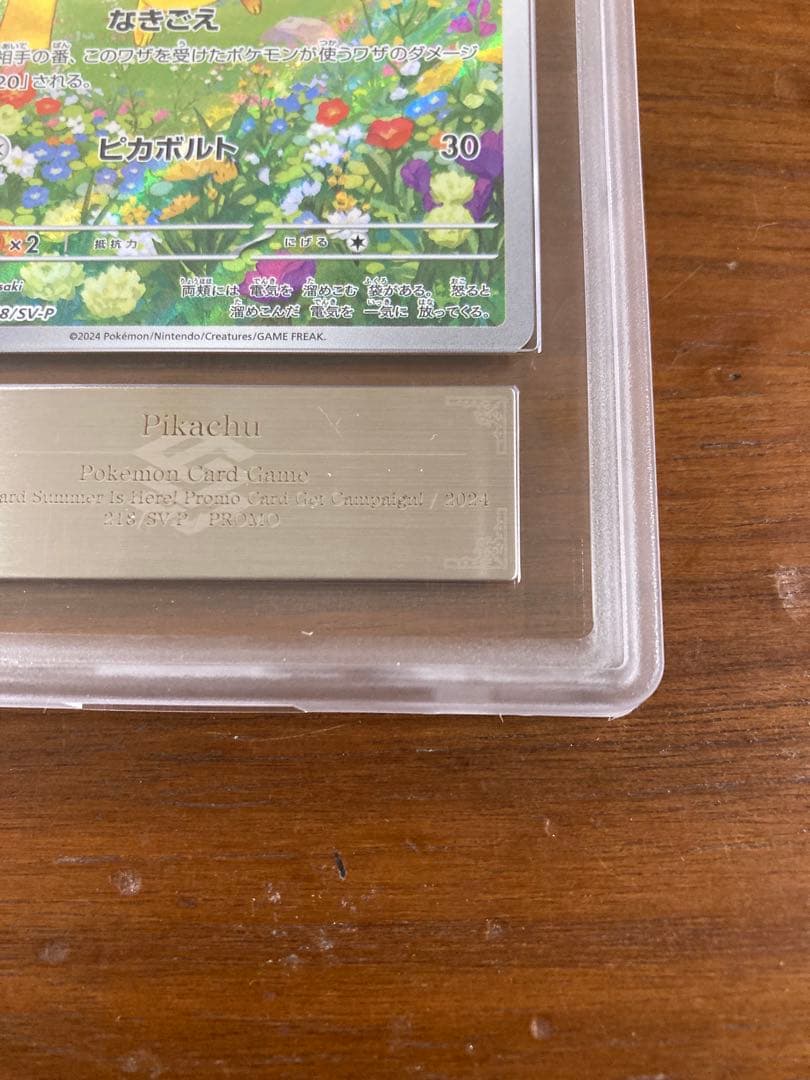 なきごえ
相手の番、このワザを受けたポケモンが使うワザのダメージ
20」される。
ピカボルト 30
×2 抵抗力 にげる
saki 両頬には 電気を 溜めこむ 袋がある。 怒ると
8/SV-P 溜めこんだ 電気を 一気に 放ってくる。
©2024 Pokémon/Nintendo/Creatures/GAME FREAK.
Pikachu
Pokemon Card Game
ard Summer Is Here! Promo Card Get Campaign! / 2024
218/SV-P PROMO